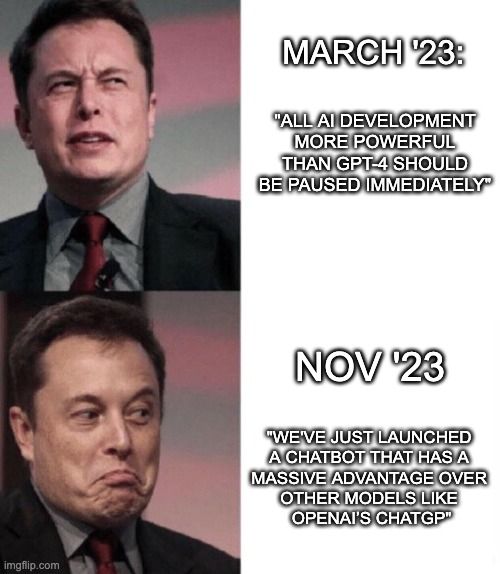 MARCH '23:
"ALL AI DEVELOPMENT
MORE POWERFUL
THAN GPT-4 SHOULD
BE PAUSED IMMEDIATELY"
NOV '23
"WE'VE JUST LAUNCHED
A CHATBOT THAT HAS A
MASSIVE ADVANTAGE OVER
OTHER MODELS LIKE
OPENAI'S CHATGP"
imgflip.com